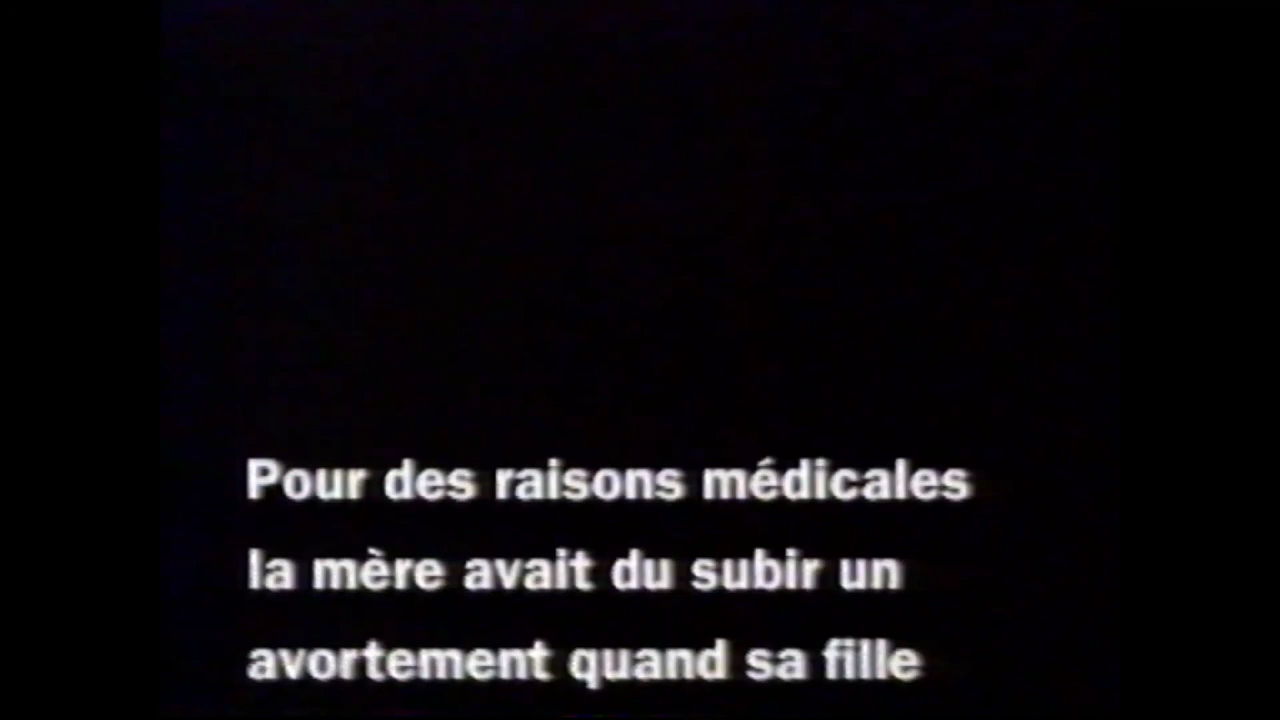 Pour des raisons médicales
la mère avait du subir un
avortement quand sa fille